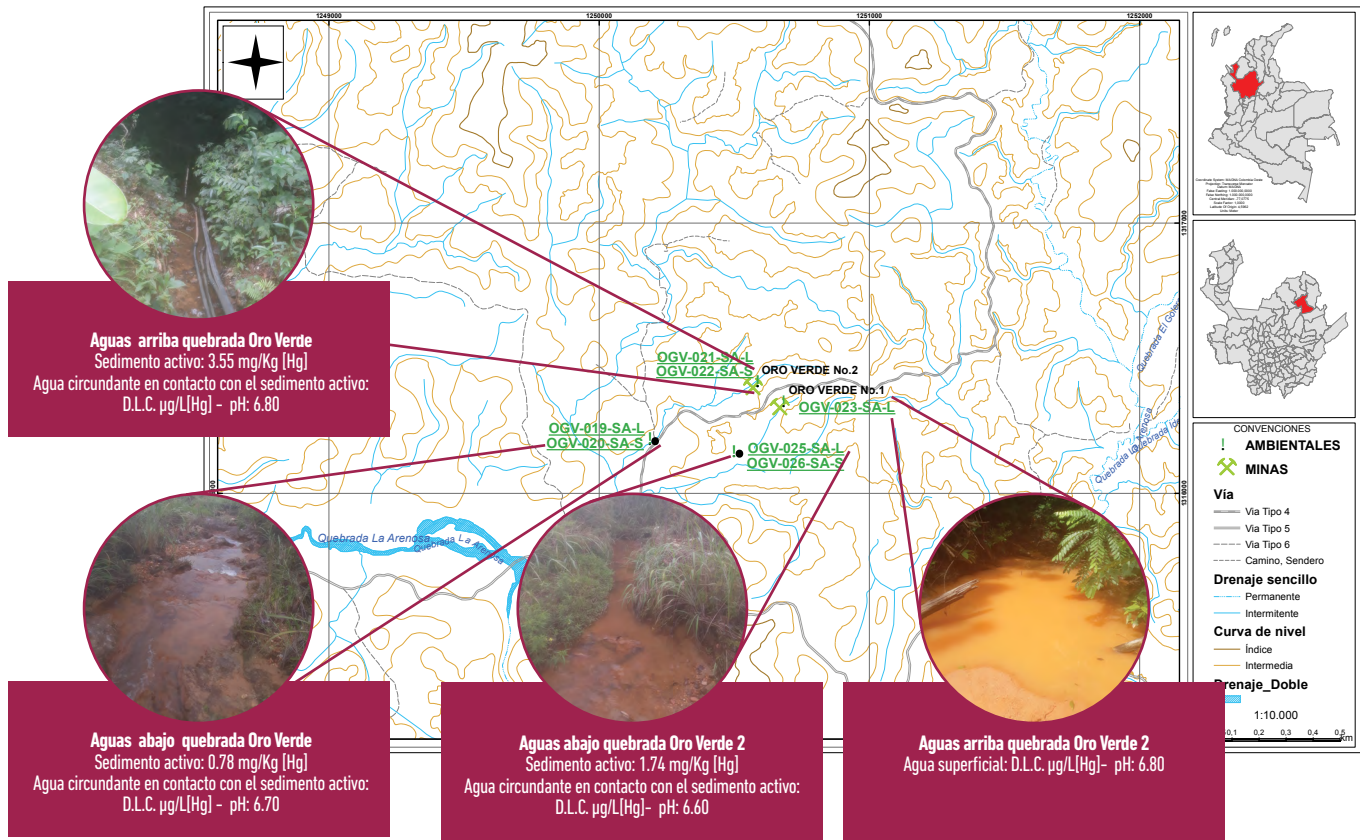 1249000
1250000
1251000
1252000
1317000
Aguas arriba quebrada Oro Verde
Sedimento activo: 3.55 mg/Kg [Hg]
Agua circundante en contacto con el sedimento activo:
D.L.C. µg/L[Hg] - pH: 6.80
OGV-021-SA-L
OGV-022-SA-S
ORO VERDE No.2
ORO VERDE No.1
OGV-023-SA-L
OGV-019-SA-L
OGV-020-SA-S
OGV-025-SA-L
OGV-026-SA-S
Quebrada La Arenosa
Quebrada La Arenosa
Quebrada El Gole
La Arenosa
Quebrada
Aguas abajo quebrada Oro Verde
Sedimento activo: 0.78 mg/Kg [Hg]
Agua circundante en contacto con el sedimento activo:
D.L.C. µg/L[Hg] - pH: 6.70
Aguas abajo quebrada Oro Verde 2
Sedimento activo: 1.74 mg/Kg [Hg]
Agua circundante en contacto con el sedimento activo:
D.L.C. µg/L[Hg]- pH: 6.60
Aguas arriba quebrada Oro Verde 2
Agua superficial: D.L.C. µg/L[Hg]- pH: 6.80
CONVENCIONES
! AMBIENTALES
MINAS
Vía
Via Tipo 4
Via Tipo 5
Via Tipo 6
Camino, Sendero
Drenaje sencillo
Permanente
Intermitente
Curva de nivel
Índice
Intermedia
Drenaje_Doble
1:10.000
0,1 0,2 0,3 0,4 0,5
km